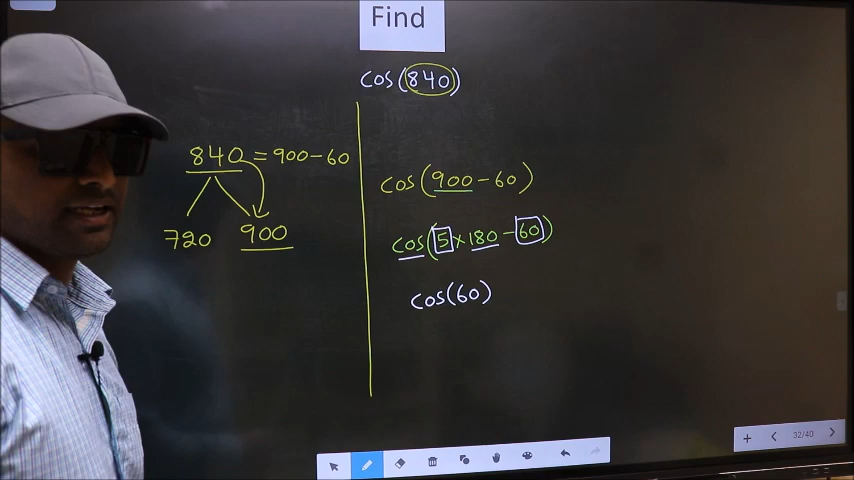 Find
cos(840)
840 = 900-60
720 900
cos(900-60)
cos(5×180-60)
cos(60)
32/40